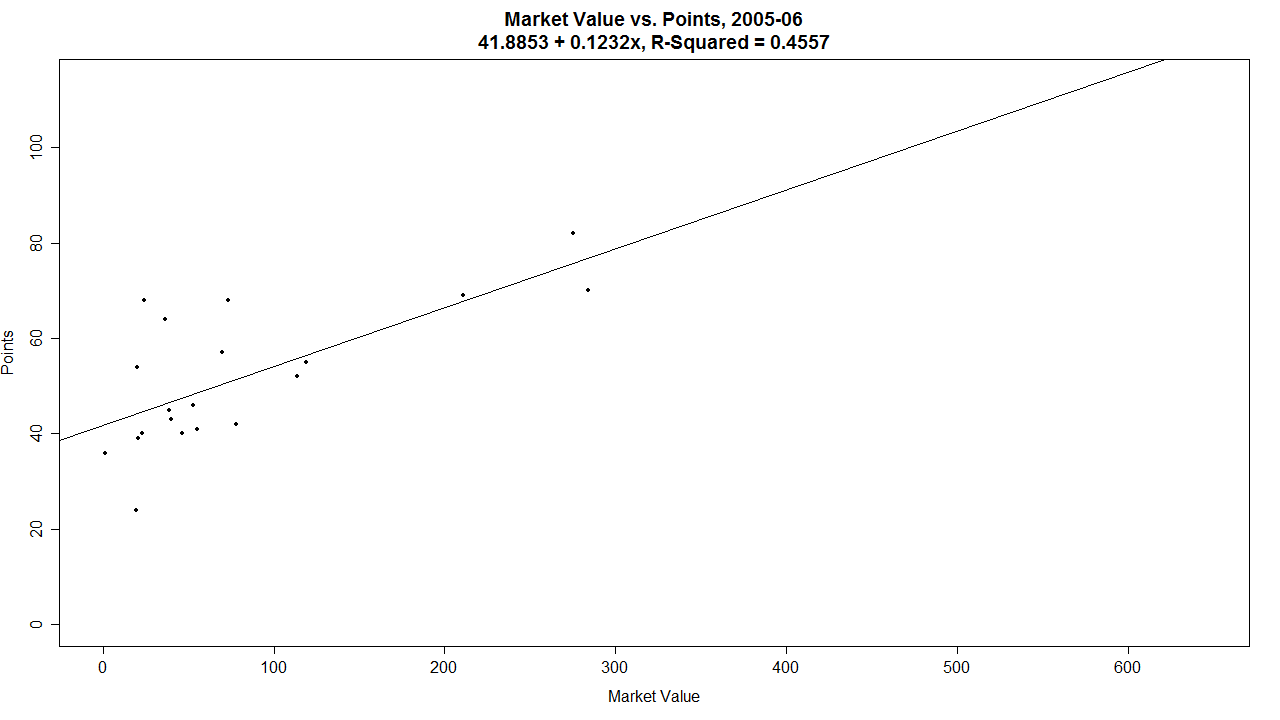 Market Value vs. Points, 2005-06
41.8853 + 0.1232x, R-Squared = 0.4557
Points
100
80
60
40
20
0
0 100 200 300 400 500 600
Market Value